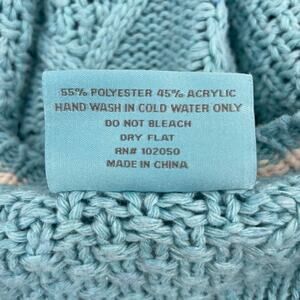 55% POLYESTER 45% ACRYLIC
HAND WASH IN COLD WATER ONLY
DO NOT BLEACH
DRY FLAT
RN# 102050
MADE IN CHINA